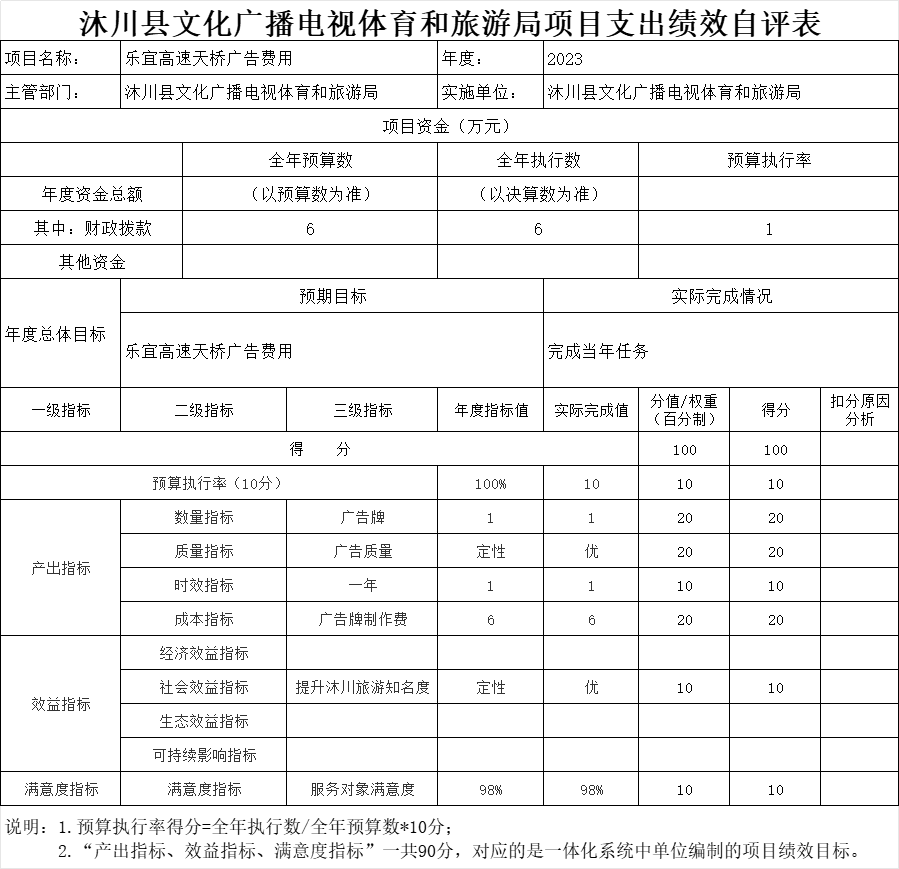 沐川县文化广播电视体育和旅游局项目支出绩效自评表
项目名称： 乐宜高速天桥广告费用 年度： 2023
主管部门： 沐川县文化广播电视体育和旅游局 实施单位： 沐川县文化广播电视体育和旅游局
项目资金（万元）
全年预算数 全年执行数 预算执行率
年度资金总额 （以预算数为准） （以决算数为准）
其中：财政拨款 6 6 1
其他资金
年度总体目标 预期目标 实际完成情况
乐宜高速天桥广告费用 完成当年任务
一级指标 二级指标 三级指标 年度指标值 实际完成值 分值/权重（百分制） 得分 扣分原因分析
得 分 100 100
预算执行率（10分） 100% 10 10 10
产出指标 数量指标 广告牌 1 1 20 20
质量指标 广告质量 定性 优 20 20
时效指标 一年 1 1 10 10
成本指标 广告牌制作费 6 6 20 20
效益指标 经济效益指标
社会效益指标 提升沐川旅游知名度 定性 优 10 10
生态效益指标
可持续影响指标
满意度指标 满意度指标 服务对象满意度 98% 98% 10 10
说明：1.预算执行率得分=全年执行数/全年预算数*10分；
2.“产出指标、效益指标、满意度指标”一共90分，对应的是一体化系统中单位编制的项目绩效目标。